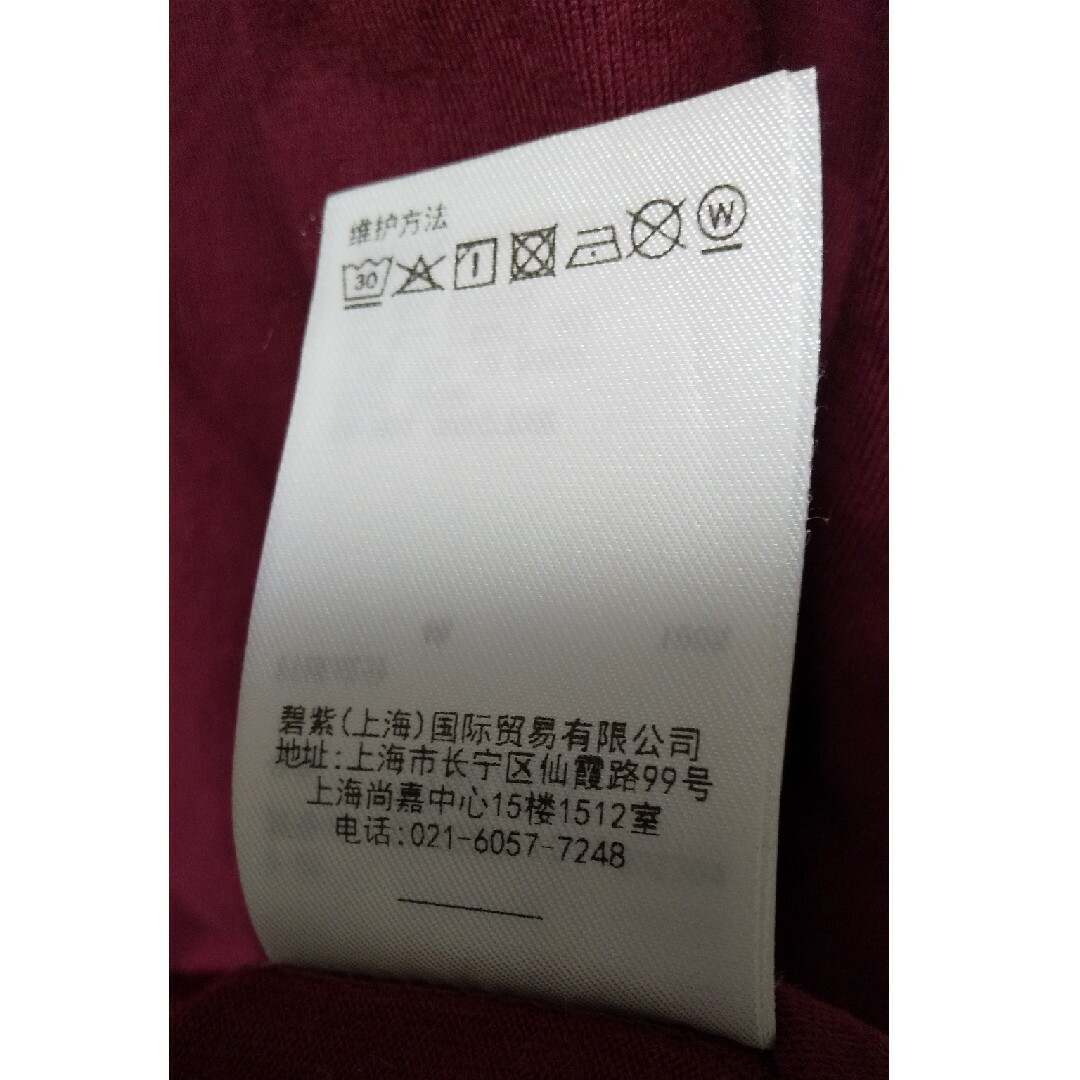 维护方法
30 W
碧紫(上海)国际贸易有限公司
地址:上海市长宁区仙霞路99号
上海尚嘉中心15楼1512室
电话:021-6057-7248